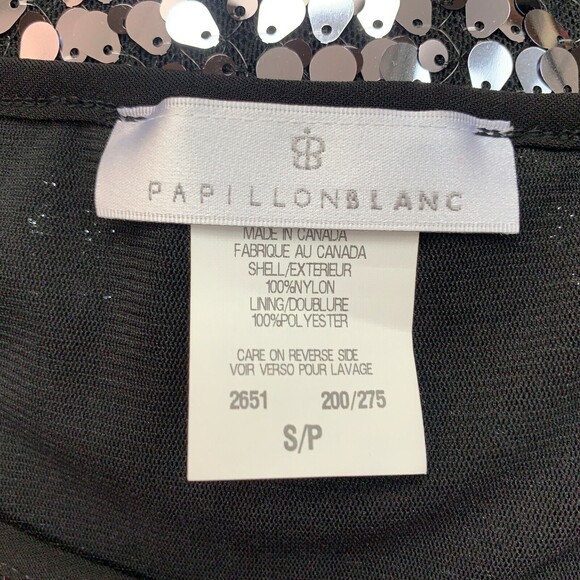 PAPILLONBLANC
MADE IN CANADA
FABRIQUE AU CANADA
SHELL/EXTERIEUR
100%NYLON
LINING/DOUBLURE
100%POLYESTER
CARE ON REVERSE SIDE
VOIR VERSO POUR LAVAGE
2651 200/275
S/P